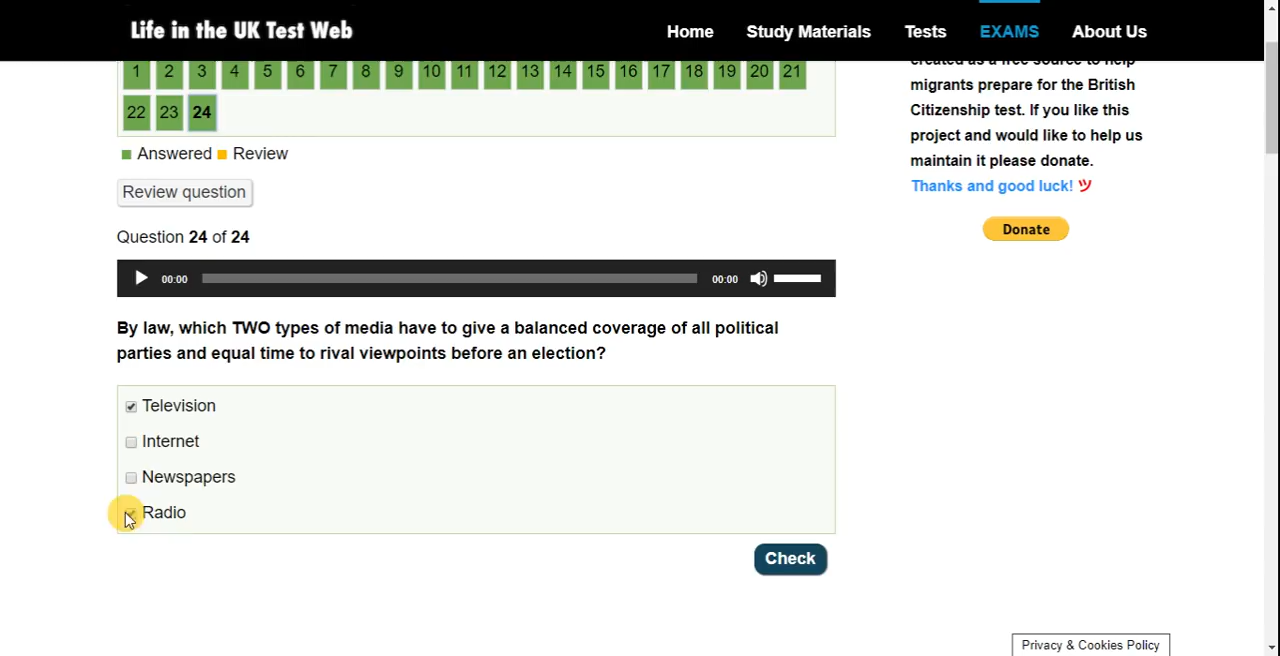 Life in the UK Test Web
Home Study Materials Tests EXAMS About Us
1 2 3 4 5 6 7 8 9 10 11 12 13 14 15 16 17 18 19 20 21
22 23 24
Answered Review
Review question
Question 24 of 24
00:00 00:00
By law, which TWO types of media have to give a balanced coverage of all political
parties and equal time to rival viewpoints before an election?
Television
Internet
Newspapers
Radio
Check
created as a free source to help
migrants prepare for the British
Citizenship test. If you like this
project and would like to help us
maintain it please donate.
Thanks and good luck! ツ
Donate
Privacy & Cookies Policy